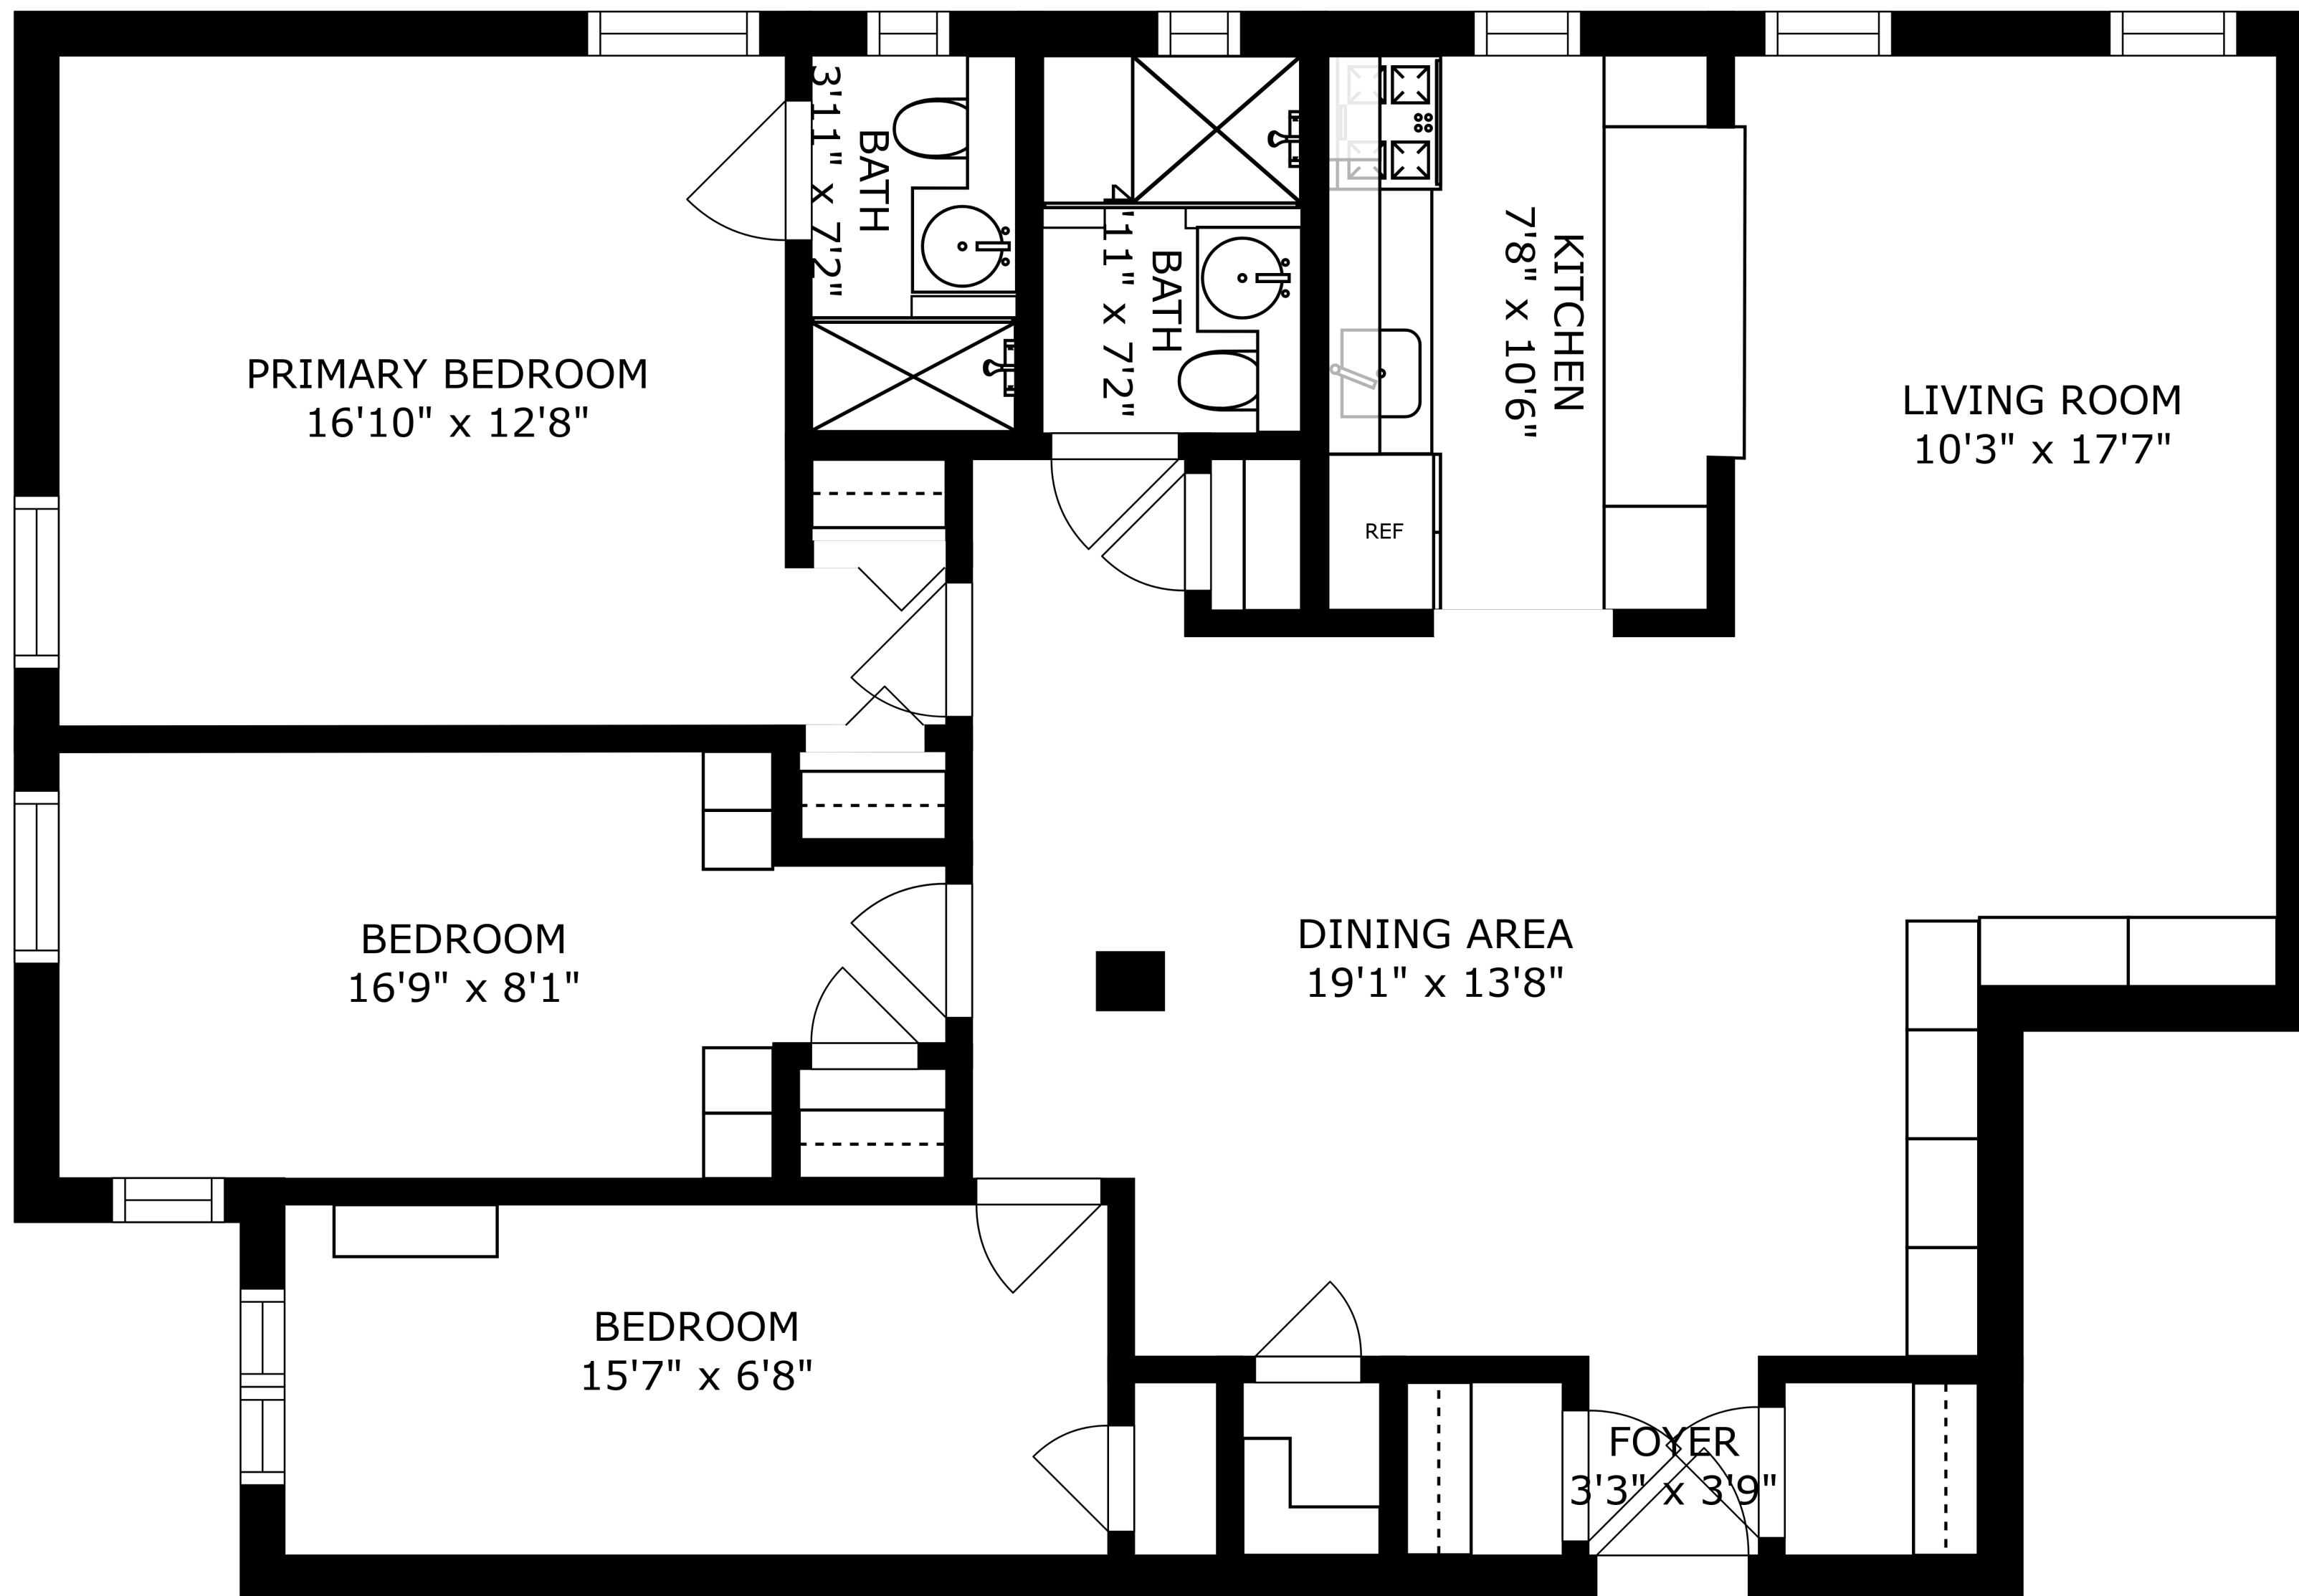 BATH
3'11" x 7'2"
BATH
4'11" x 7'2"
KITCHEN
7'8" x 10'6"
PRIMARY BEDROOM
16'10" x 12'8"
LIVING ROOM
10'3" x 17'7"
REF
BEDROOM
16'9" x 8'1"
DINING AREA
19'1" x 13'8"
BEDROOM
15'7" x 6'8"
FOYER
3'3" x 3'9"